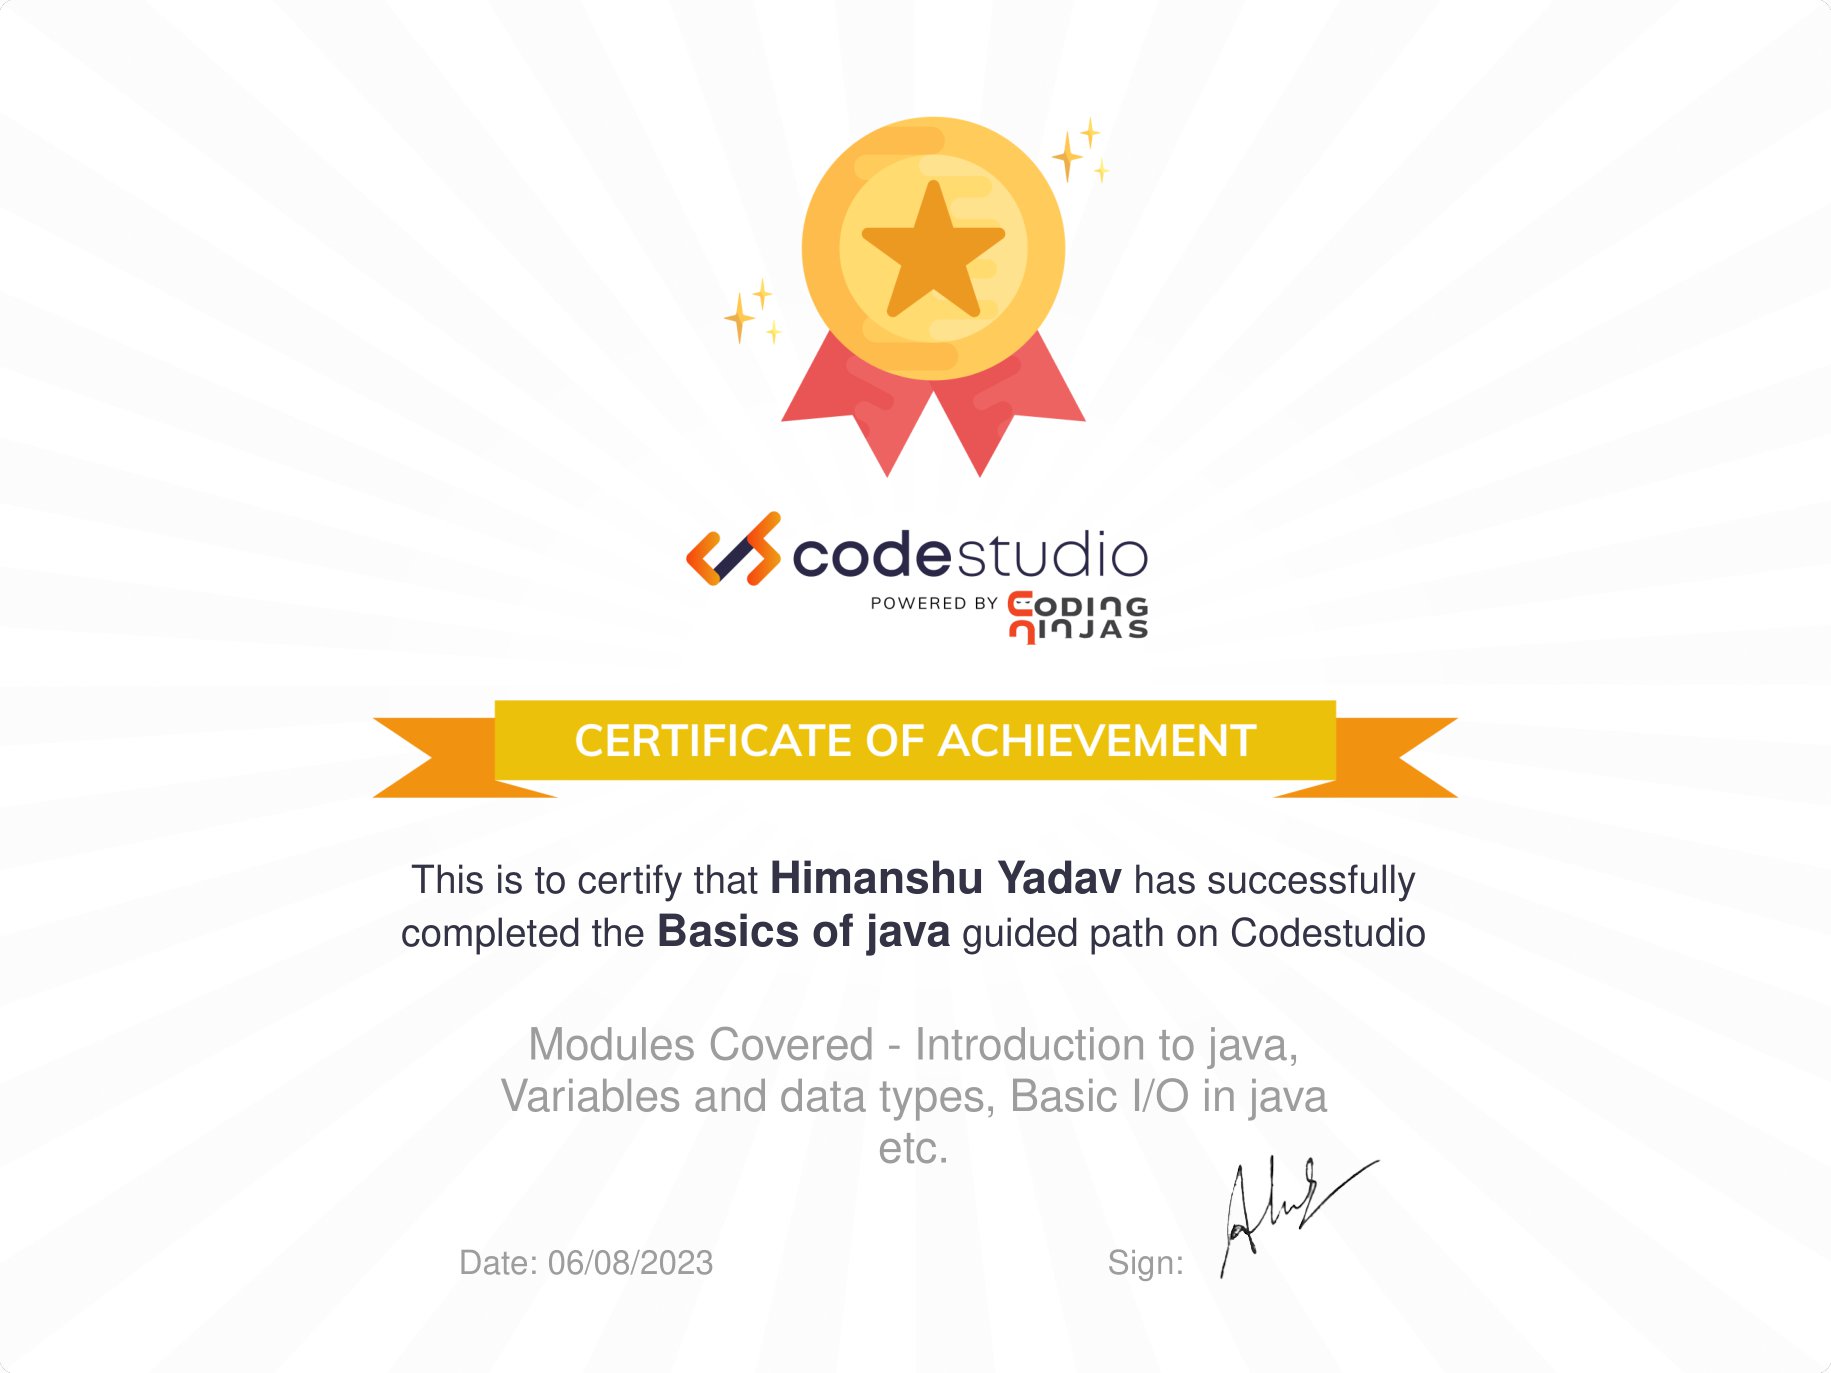 codestudio
POWERED BY CODING
NINJAS
CERTIFICATE OF ACHIEVEMENT
This is to certify that Himanshu Yadav has successfully
completed the Basics of java guided path on Codestudio
Modules Covered - Introduction to java,
Variables and data types, Basic I/O in java
etc.
Date: 06/08/2023 Sign: